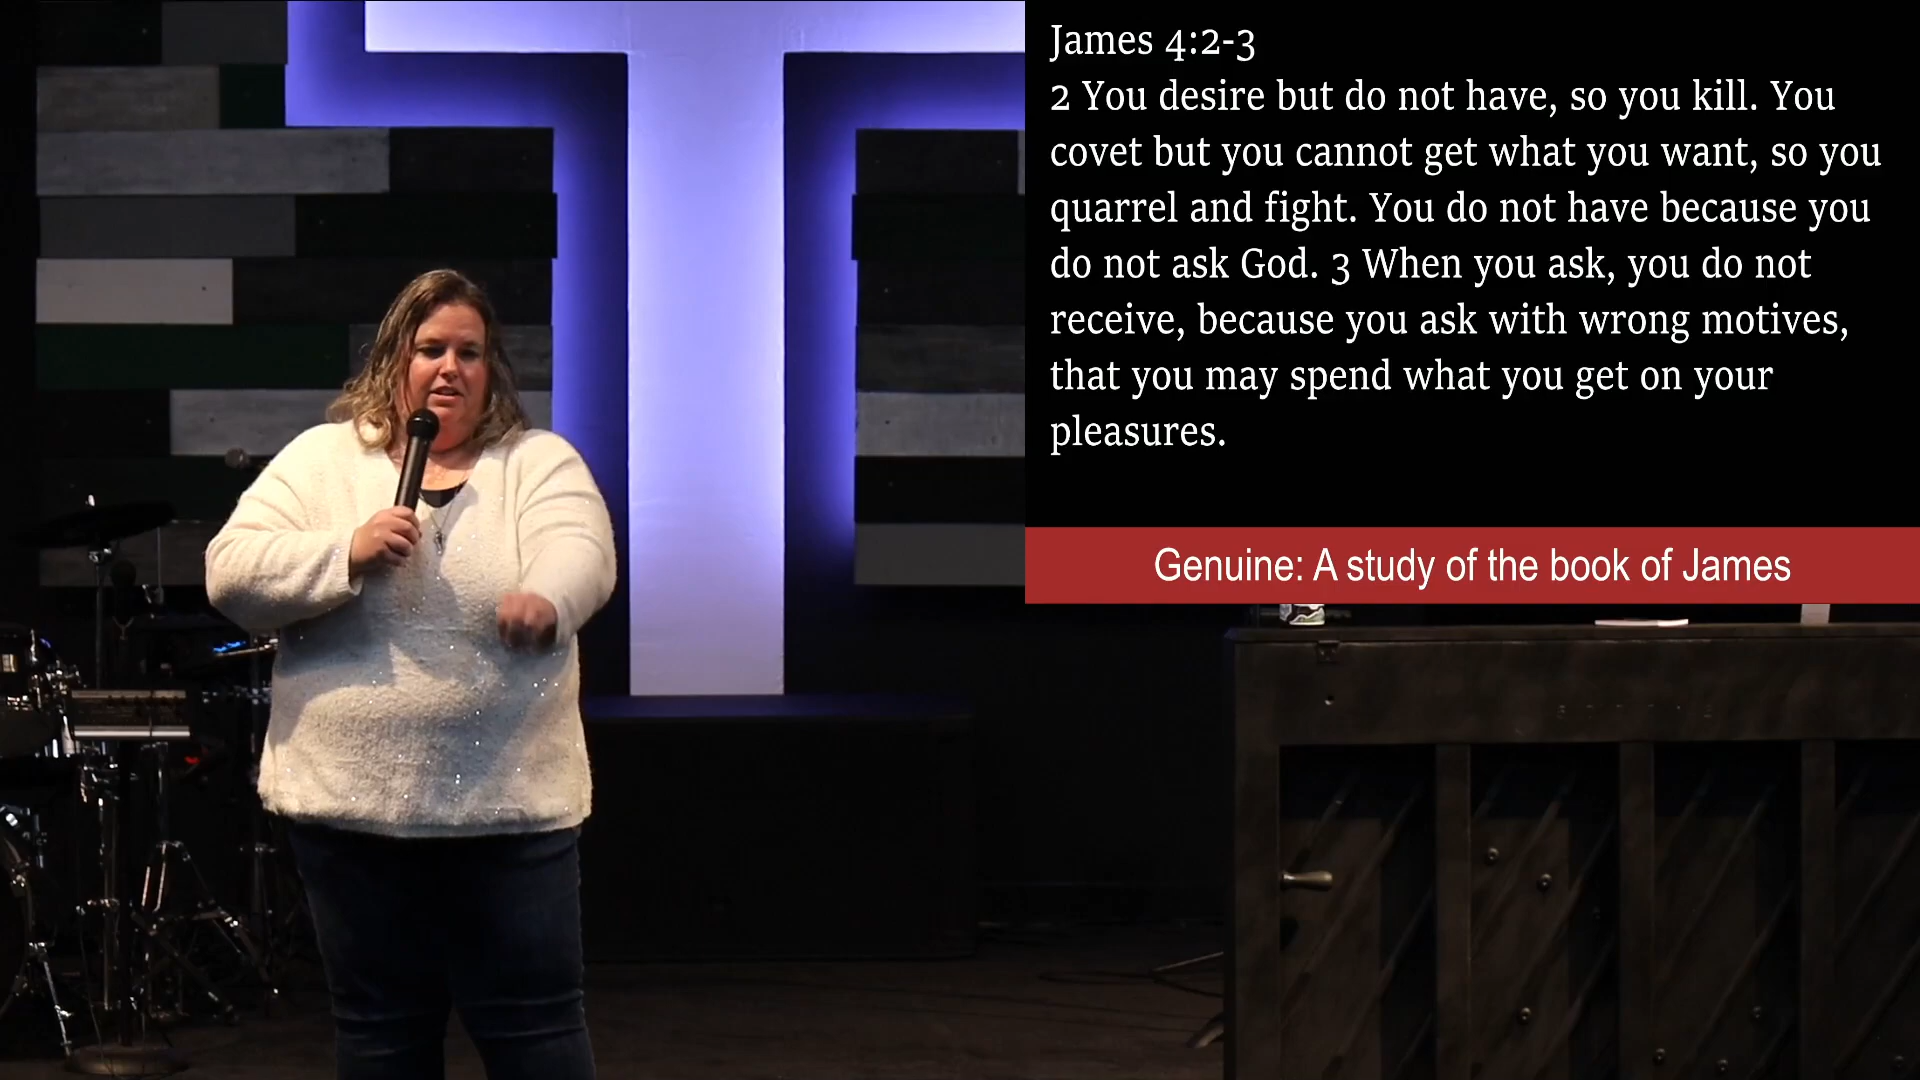 James 4:2-3
2 You desire but do not have, so you kill. You
covet but you cannot get what you want, so you
quarrel and fight. You do not have because you
do not ask God. 3 When you ask, you do not
receive, because you ask with wrong motives,
that you may spend what you get on your
pleasures.
Genuine: A study of the book of James